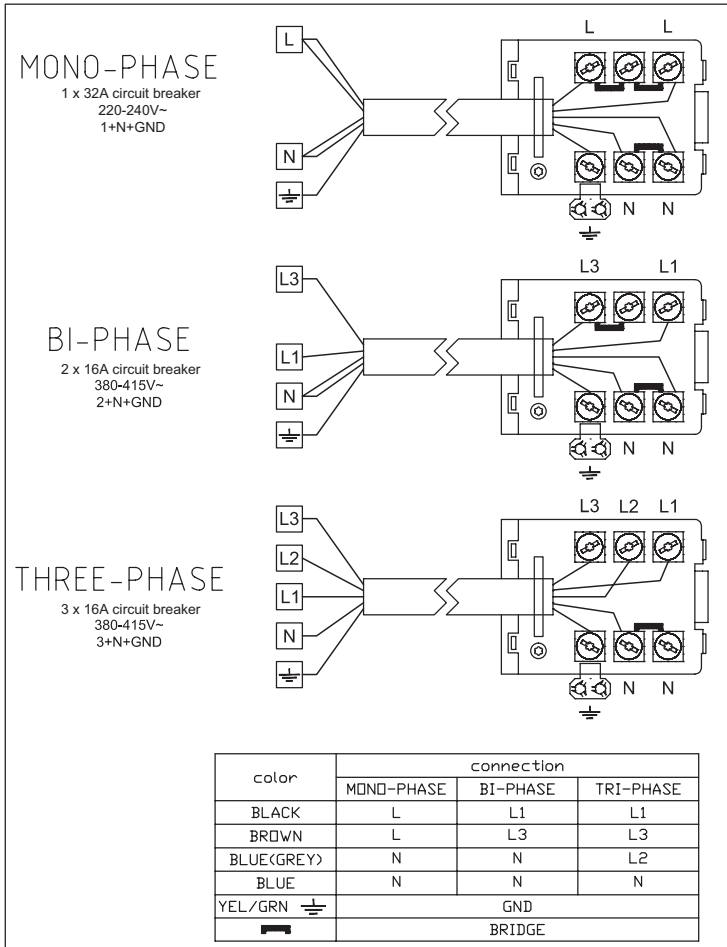 MONO-PHASE
1 x 32A circuit breaker
220-240V~
1+N+GND
L
N
L L
N N
BI-PHASE
2 x 16A circuit breaker
380-415V~
2+N+GND
L3
L1
N
L3 L1
N N
THREE-PHASE
3 x 16A circuit breaker
380-415V~
3+N+GND
L3
L2
L1
N
L3 L2 L1
N N
color connection
MONO-PHASE BI-PHASE TRI-PHASE
BLACK L L1 L1
BROWN L L3 L3
BLUE(GREY) N N L2
BLUE N N N
YEL/GRN GND
BRIDGE